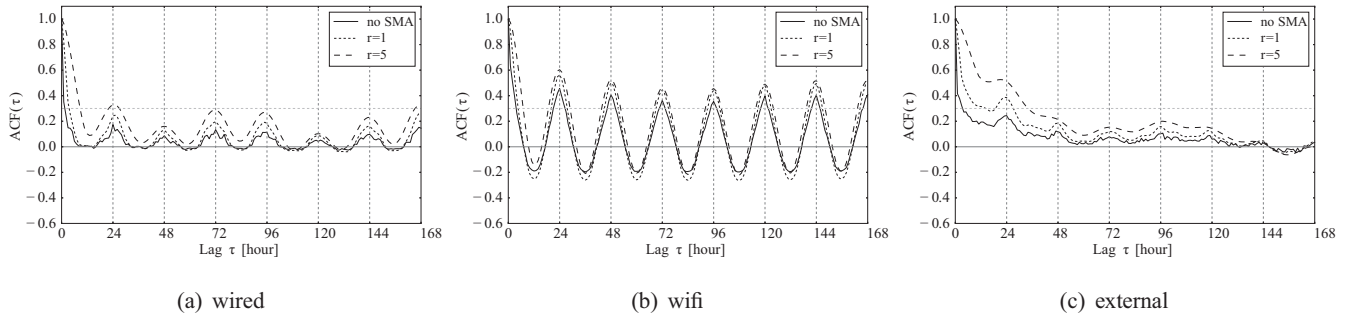 1.0
0.8
0.6
0.4
0.2
0.0
−0.2
−0.4
−0.6
ACF(τ)
0 24 48 72 96 120 144 168
Lag τ [hour]
no SMA
r=1
r=5
(a) wired
1.0
0.8
0.6
0.4
0.2
0.0
−0.2
−0.4
−0.6
ACF(τ)
0 24 48 72 96 120 144 168
Lag τ [hour]
no SMA
r=1
r=5
(b) wifi
1.0
0.8
0.6
0.4
0.2
0.0
−0.2
−0.4
−0.6
ACF(τ)
0 24 48 72 96 120 144 168
Lag τ [hour]
no SMA
r=1
r=5
(c) external